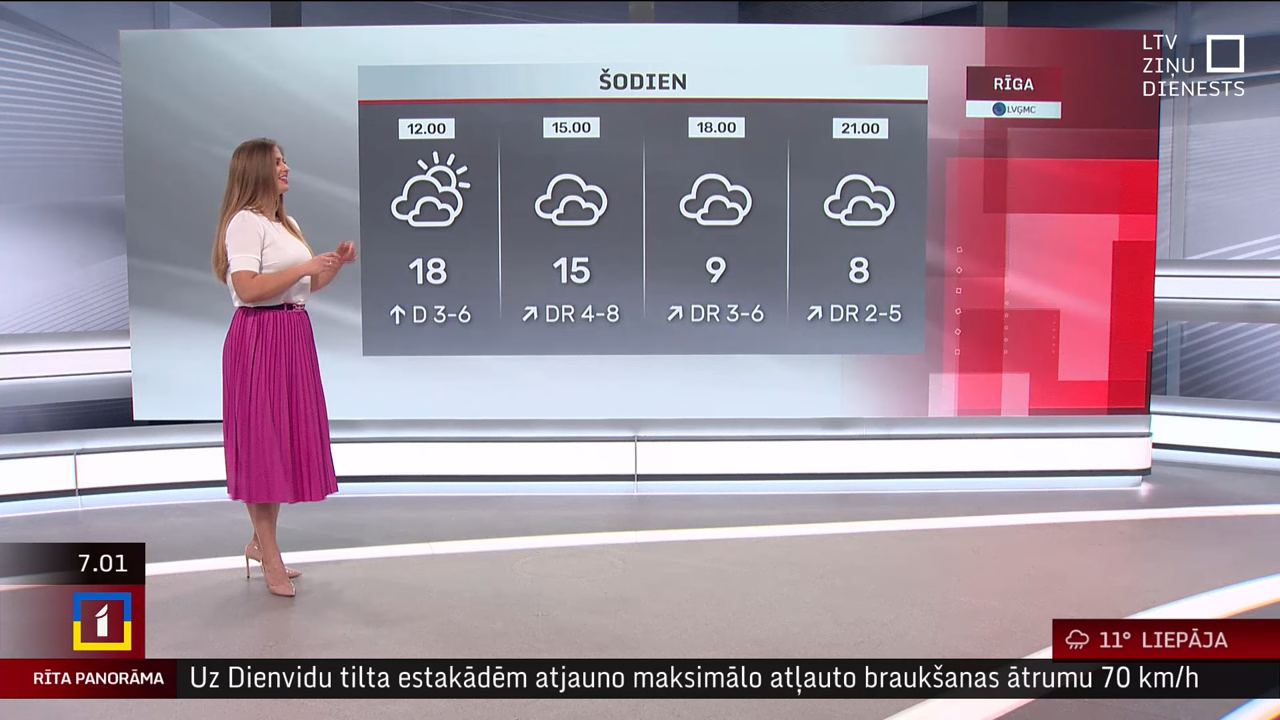 LTV
ZIŅU
DIENESTS
ŠODIEN
RĪGA
LVĢMC
12.00
15.00
18.00
21.00
18
15
9
8
D 3-6
DR 4-8
DR 3-6
DR 2-5
7.01
1
11° LIEPĀJA
RĪTA PANORĀMA
Uz Dienvidu tilta estakādēm atjauno maksimālo atļauto braukšanas ātrumu 70 km/h